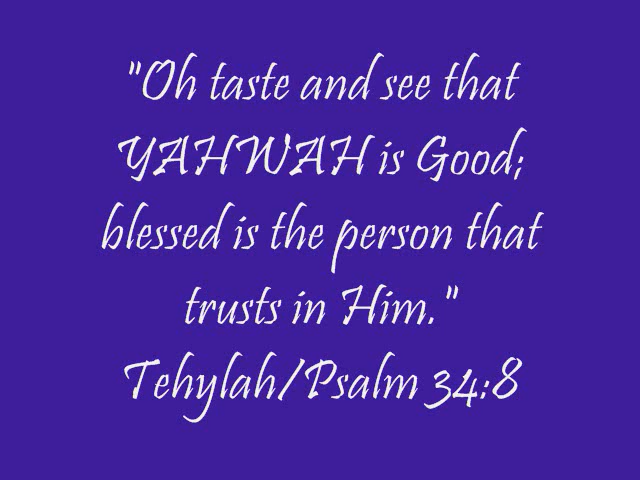 "Oh taste and see that
YAHWAH is Good;
blessed is the person that
trusts in Him."
Tehylah/Psalm 34:8